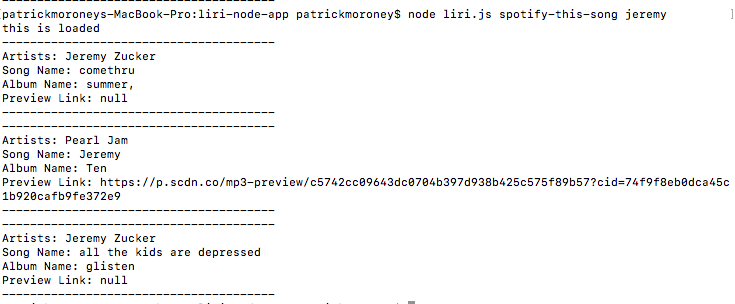 ---------------------------------------
[patrickmoroneys-MacBook-Pro:liri-node-app patrickmoroney$ node liri.js spotify-this-song jeremy ]
this is loaded
---------------------------------------
Artists: Jeremy Zucker
Song Name: comethru
Album Name: summer,
Preview Link: null
---------------------------------------
---------------------------------------
Artists: Pearl Jam
Song Name: Jeremy
Album Name: Ten
Preview Link: https://p.scdn.co/mp3-preview/c5742cc09643dc0704b397d938b425c575f89b57?cid=74f9f8eb0dca45c
1b920cafb9fe372e9
---------------------------------------
---------------------------------------
Artists: Jeremy Zucker
Song Name: all the kids are depressed
Album Name: glisten
Preview Link: null
---------------------------------------